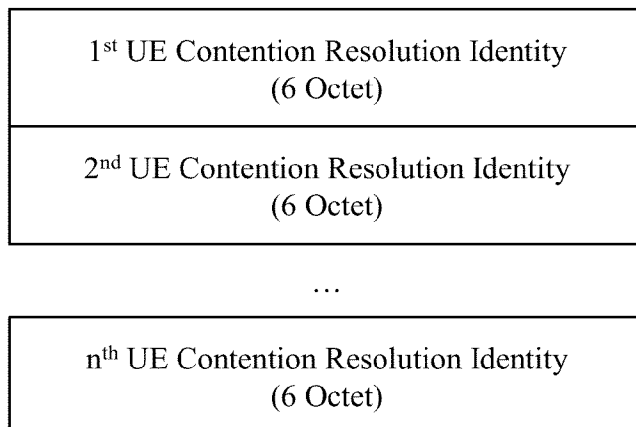 1st UE Contention Resolution Identity
(6 Octet)
2nd UE Contention Resolution Identity
(6 Octet)
...
nth UE Contention Resolution Identity
(6 Octet)